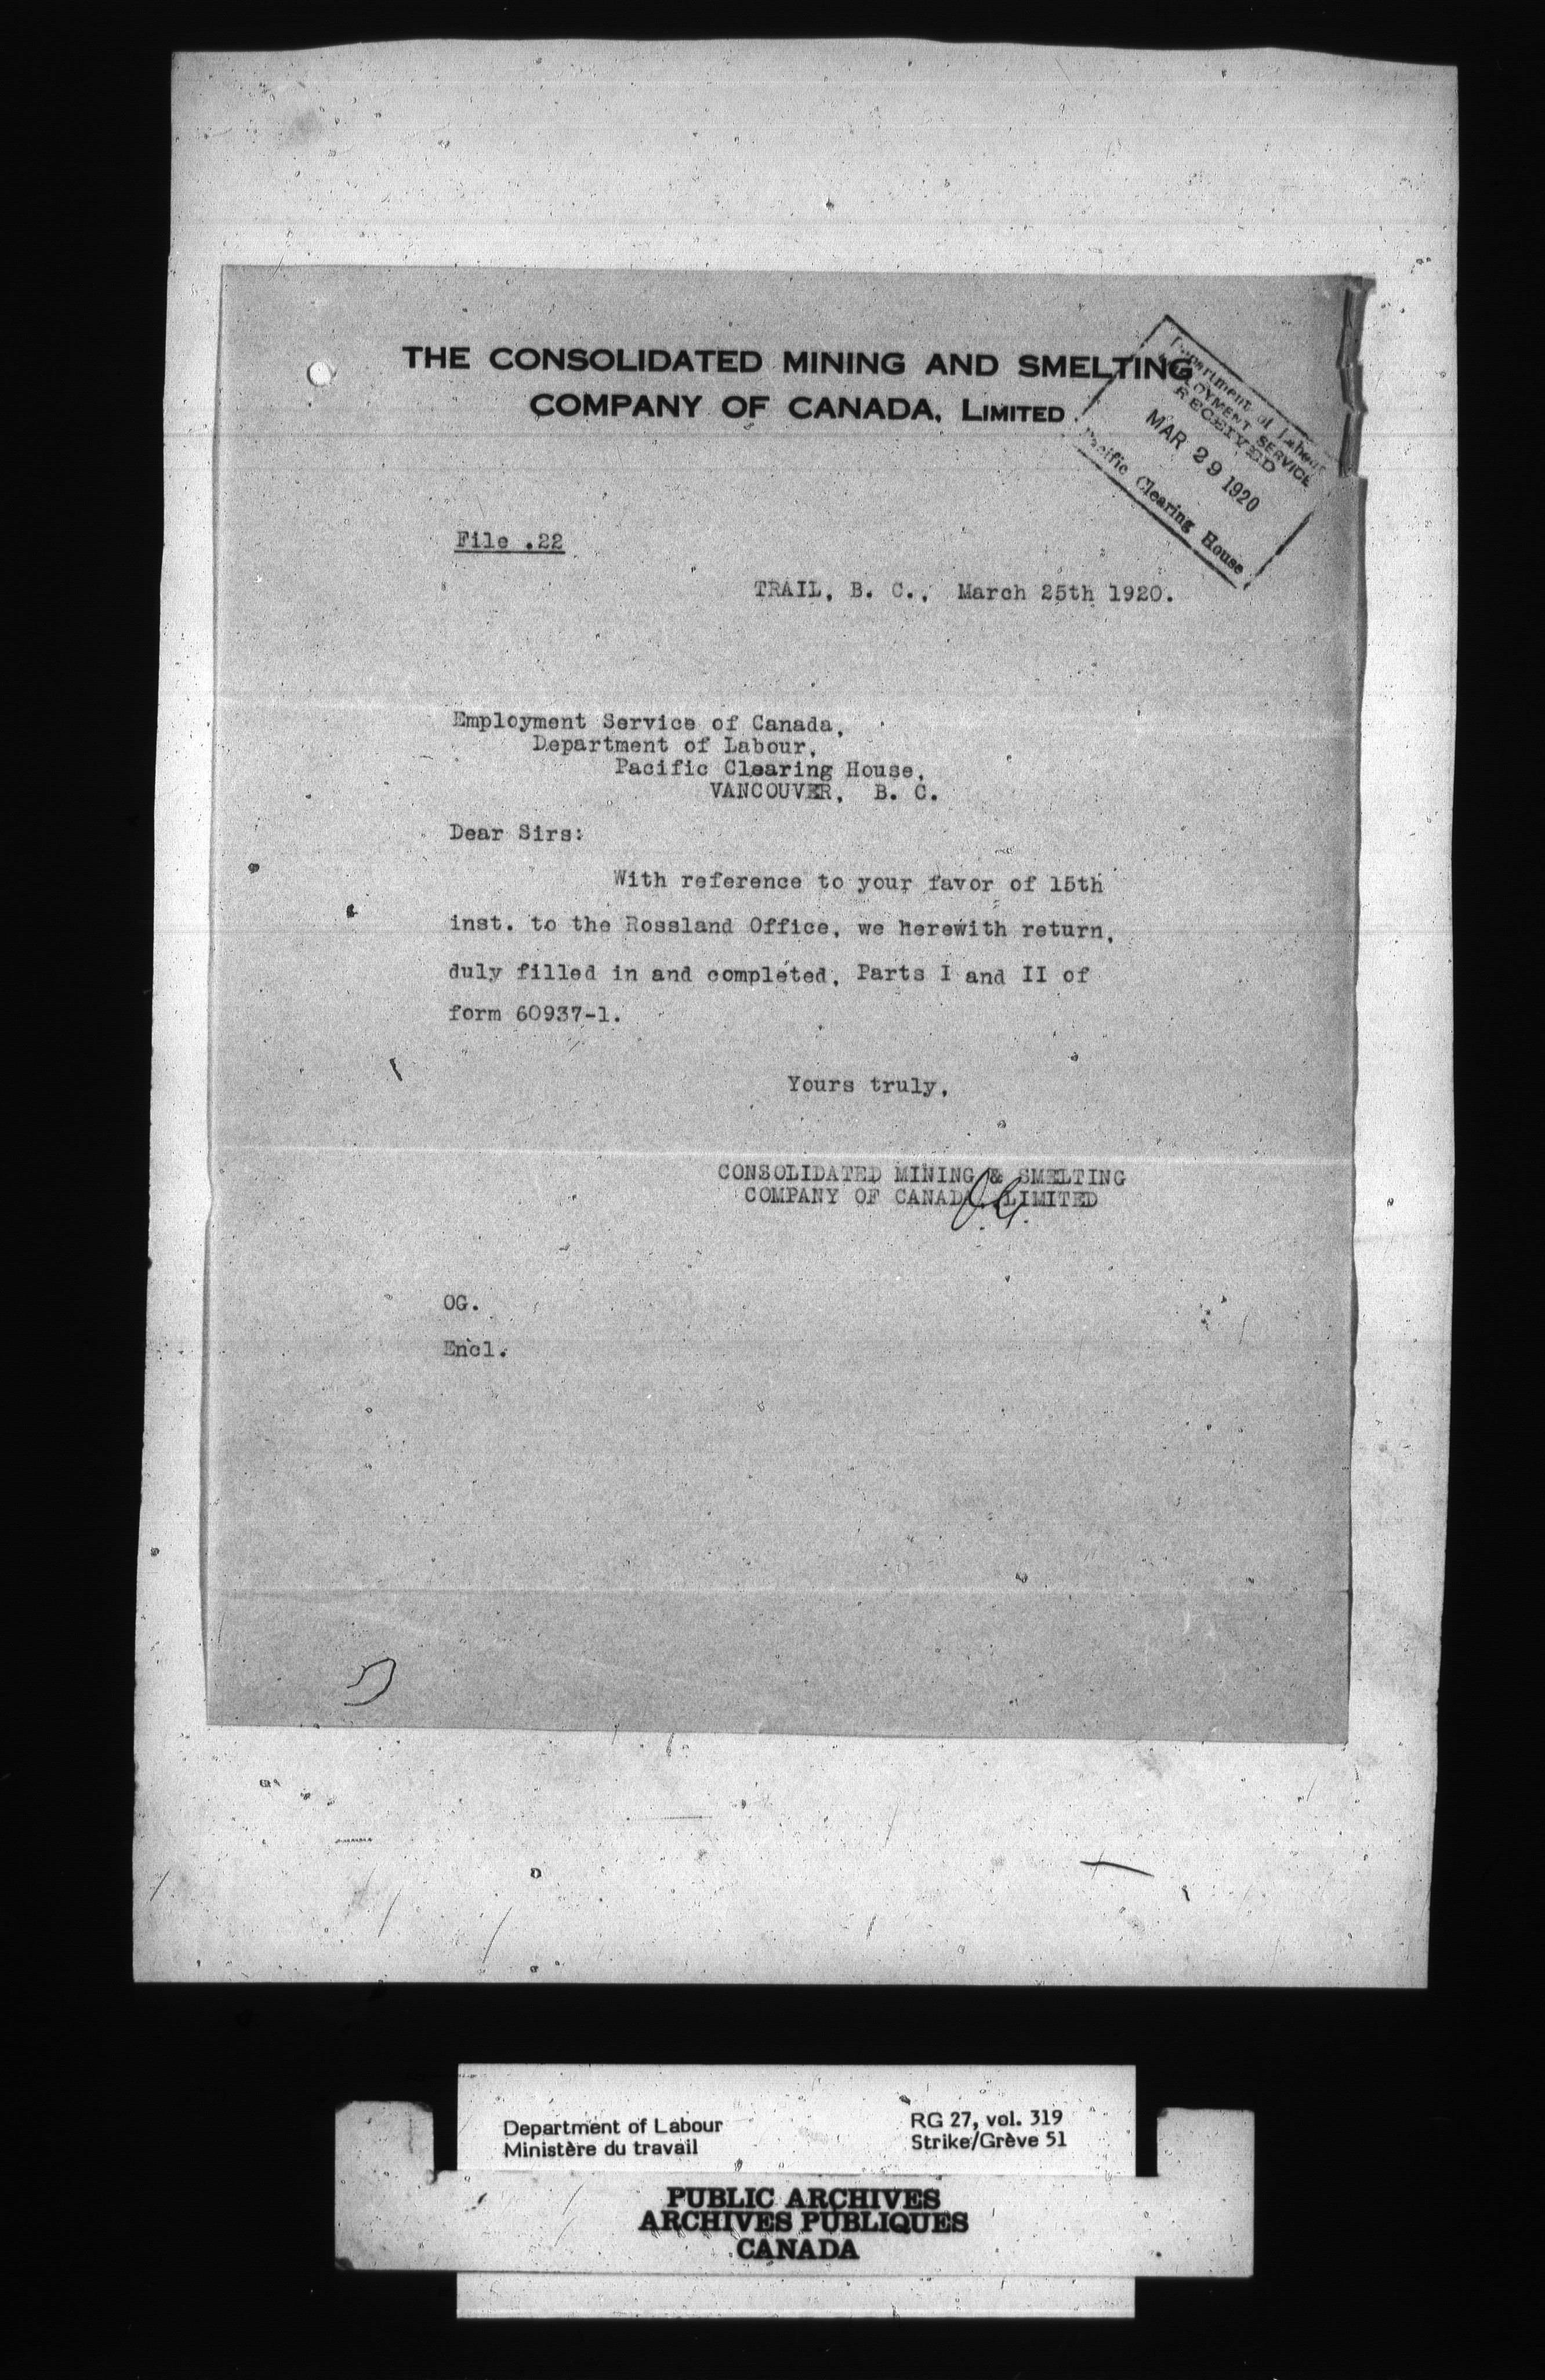 THE CONSOLIDATED MINING AND SMELTING
COMPANY OF CANADA, LIMITED
Department of Labour
EMPLOYMENT SERVICE
RECEIVED
MAR 29 1920
Pacific Clearing House
File .22
TRAIL, B. C., March 25th 1920.
Employment Service of Canada,
Department of Labour,
Pacific Clearing House,
VANCOUVER, B. C.
Dear Sirs:
With reference to your favor of 15th
inst. to the Rossland Office, we herewith return,
duly filled in and completed, Parts I and II of
form 60937-1.
Yours truly,
CONSOLIDATED MINING & SMELTING
COMPANY OF CANADA, LIMITED
O.G.
OG.
Encl.
Department of Labour
Ministère du travail
RG 27, vol. 319
Strike/Grève 51
PUBLIC ARCHIVES
ARCHIVES PUBLIQUES
CANADA